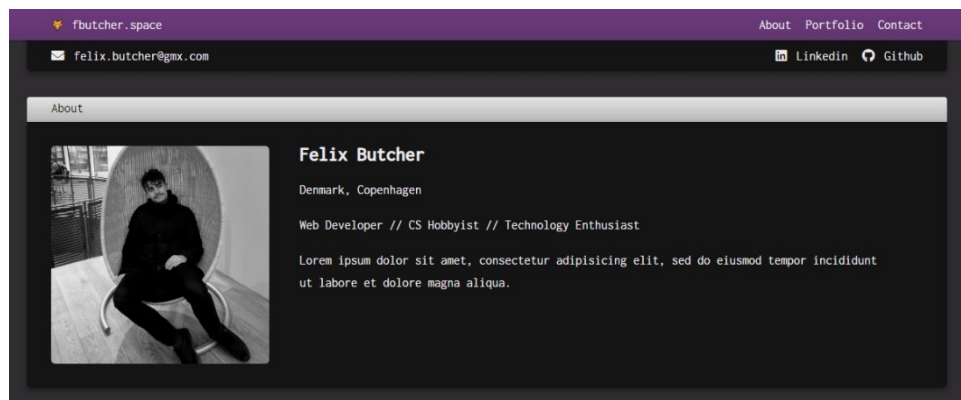 fbutcher.space
About Portfolio Contact
felix.butcher@gmx.com
Linkedin Github
About
Felix Butcher
Denmark, Copenhagen
Web Developer // CS Hobbyist // Technology Enthusiast
Lorem ipsum dolor sit amet, consectetur adipisicing elit, sed do eiusmod tempor incididunt
ut labore et dolore magna aliqua.